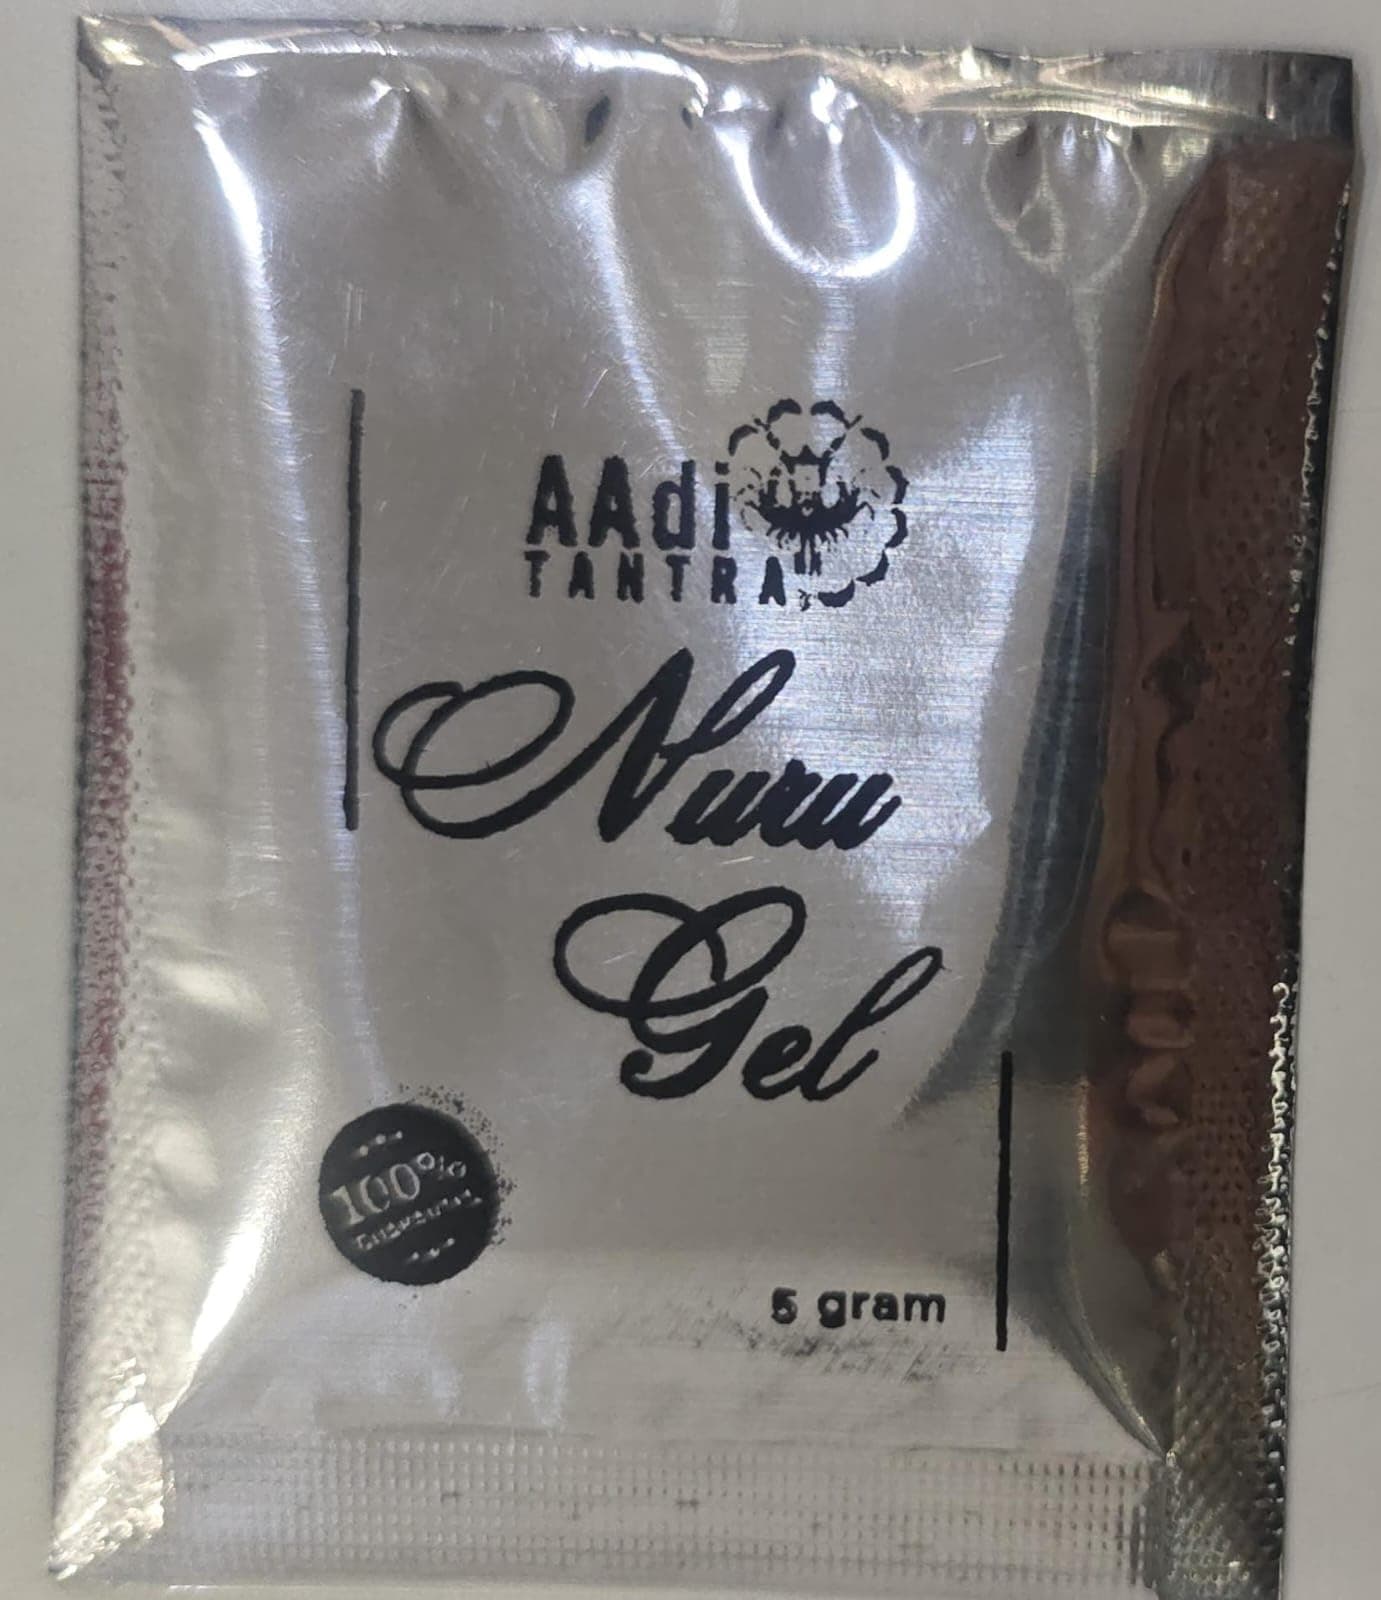 AAdi
TANTRA
Nuru
Gel
100%
5 gram